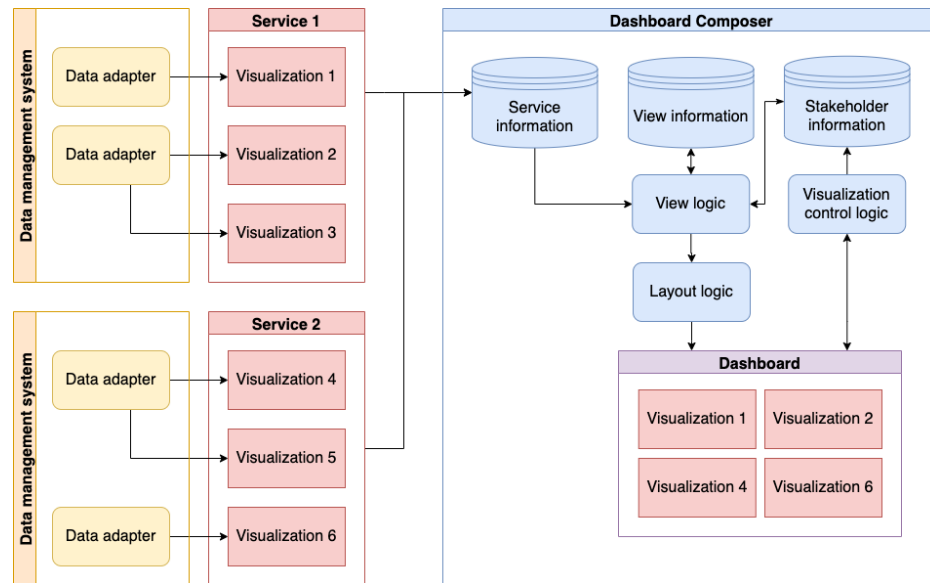 Data management system
Data adapter
Data adapter
Service 1
Visualization 1
Visualization 2
Visualization 3
Data management system
Data adapter
Data adapter
Service 2
Visualization 4
Visualization 5
Visualization 6
Dashboard Composer
Service
information
View information
Stakeholder
information
View logic
Visualization
control logic
Layout logic
Dashboard
Visualization 1
Visualization 2
Visualization 4
Visualization 6